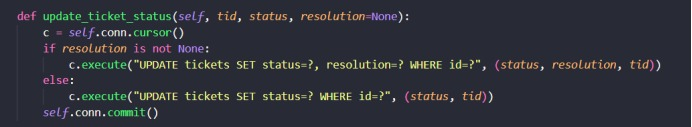 def update_ticket_status(self, tid, status, resolution=None):
    c = self.conn.cursor()
    if resolution is not None:
        c.execute("UPDATE tickets SET status=?, resolution=? WHERE id=?", (status, resolution, tid))
    else:
        c.execute("UPDATE tickets SET status=? WHERE id=?", (status, tid))
    self.conn.commit()